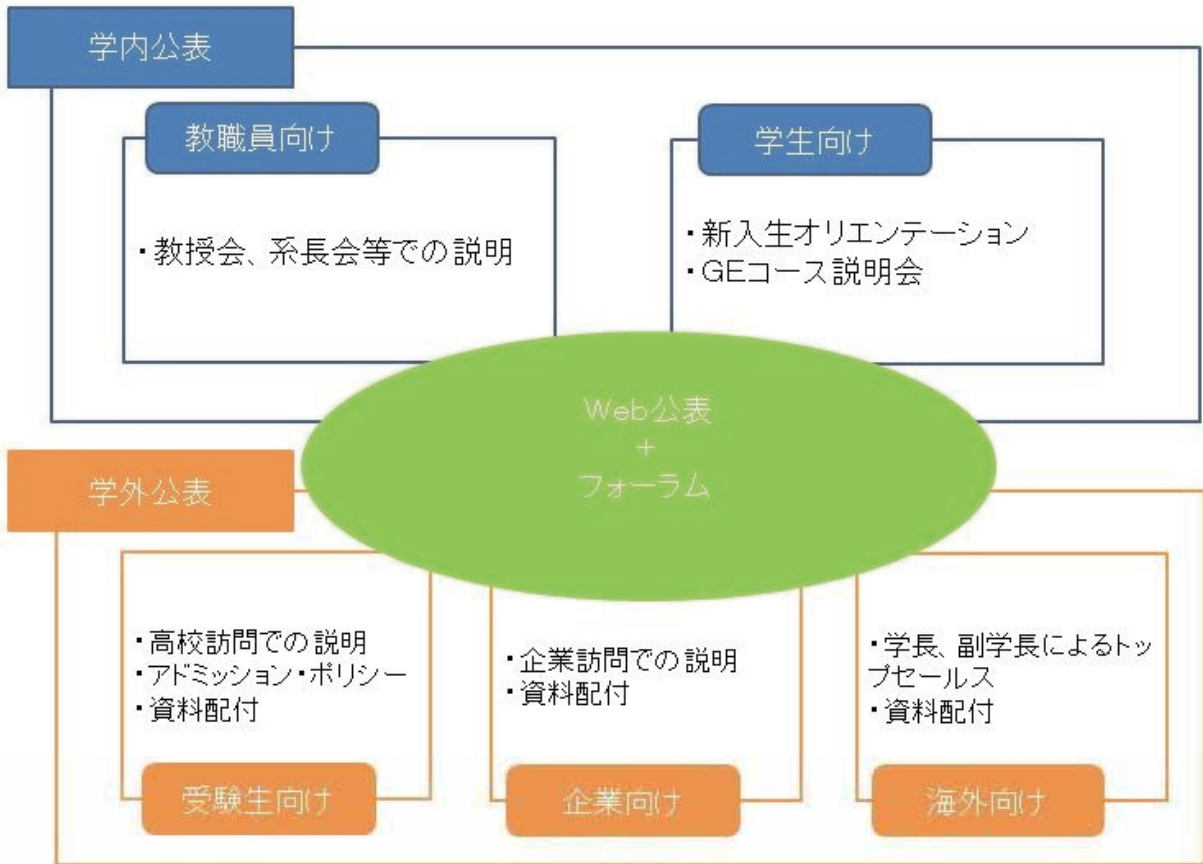 学内公表
教職員向け
・教授会、系長会等での説明
学生向け
・新入生オリエンテーション
・GEコース説明会
Web公表
+
フォーラム
学外公表
・高校訪問での説明
・アドミッション・ポリシー
・資料配付
受験生向け
・企業訪問での説明
・資料配付
企業向け
・学長、副学長によるトッ
プセールス
・資料配付
海外向け